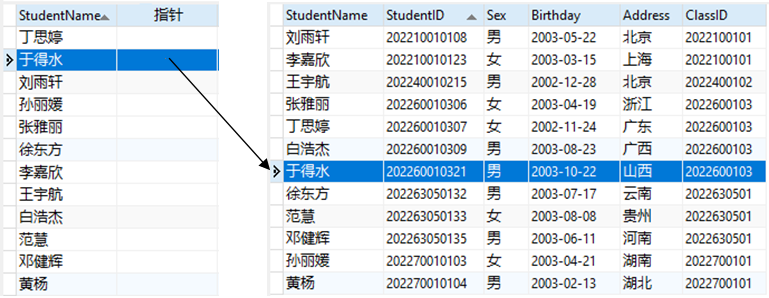 StudentName 指针
丁思婷
于得水
刘雨轩
孙丽媛
张雅丽
徐东方
李嘉欣
王宇航
白浩杰
范慧
邓健辉
黄杨
StudentName StudentID Sex Birthday Address ClassID
刘雨轩 202210010108 男 2003-05-22 北京 2022100101
李嘉欣 202210010123 女 2003-03-15 上海 2022100101
王宇航 202240010215 男 2002-12-28 北京 2022400102
张雅丽 202260010306 女 2003-04-19 浙江 2022600103
丁思婷 202260010307 女 2002-11-24 广东 2022600103
白浩杰 202260010309 男 2003-08-23 广西 2022600103
于得水 202260010321 男 2003-10-22 山西 2022600103
徐东方 202263050132 男 2003-07-17 云南 2022630501
范慧 202263050133 女 2003-08-08 贵州 2022630501
邓健辉 202263050135 男 2003-06-11 河南 2022630501
孙丽媛 202270010103 女 2003-04-21 湖南 2022700101
黄杨 202270010104 男 2003-02-13 湖北 2022700101